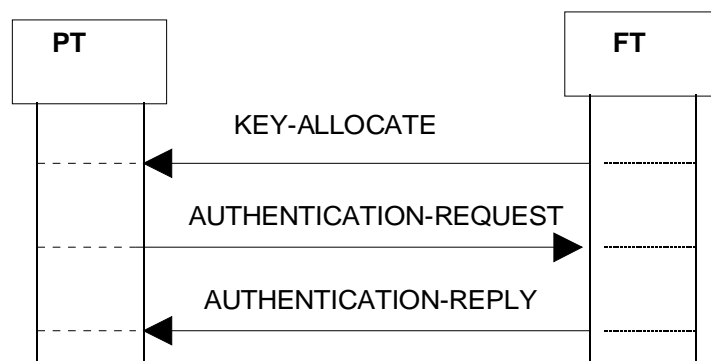 PT
FT
KEY-ALLOCATE
AUTHENTICATION-REQUEST
AUTHENTICATION-REPLY